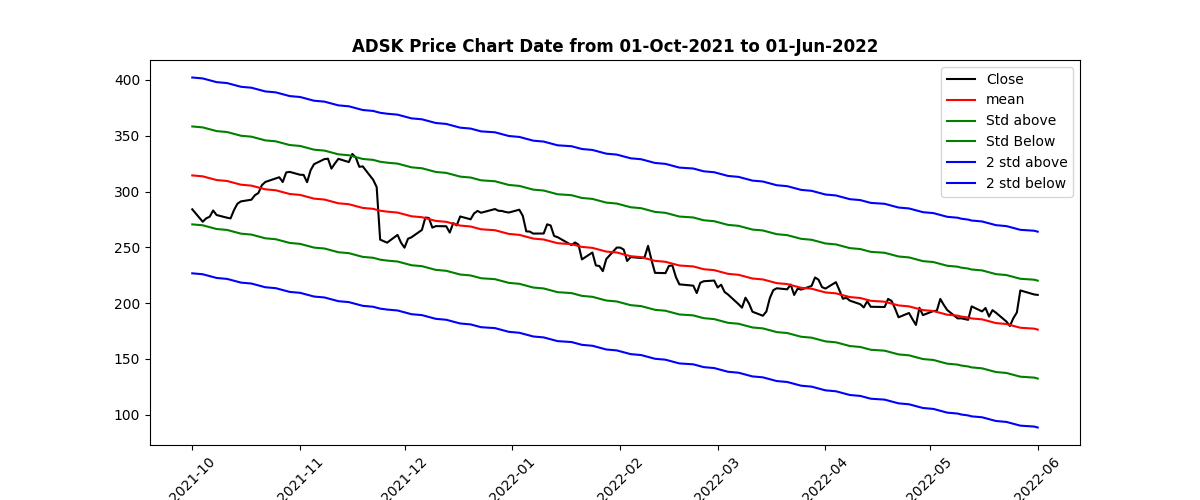 ADSK Price Chart Date from 01-Oct-2021 to 01-Jun-2022
400
350
300
250
200
150
100
Close
mean
Std above
Std Below
2 std above
2 std below
2021-10
2021-11
2021-12
2022-01
2022-02
2022-03
2022-04
2022-05
2022-06